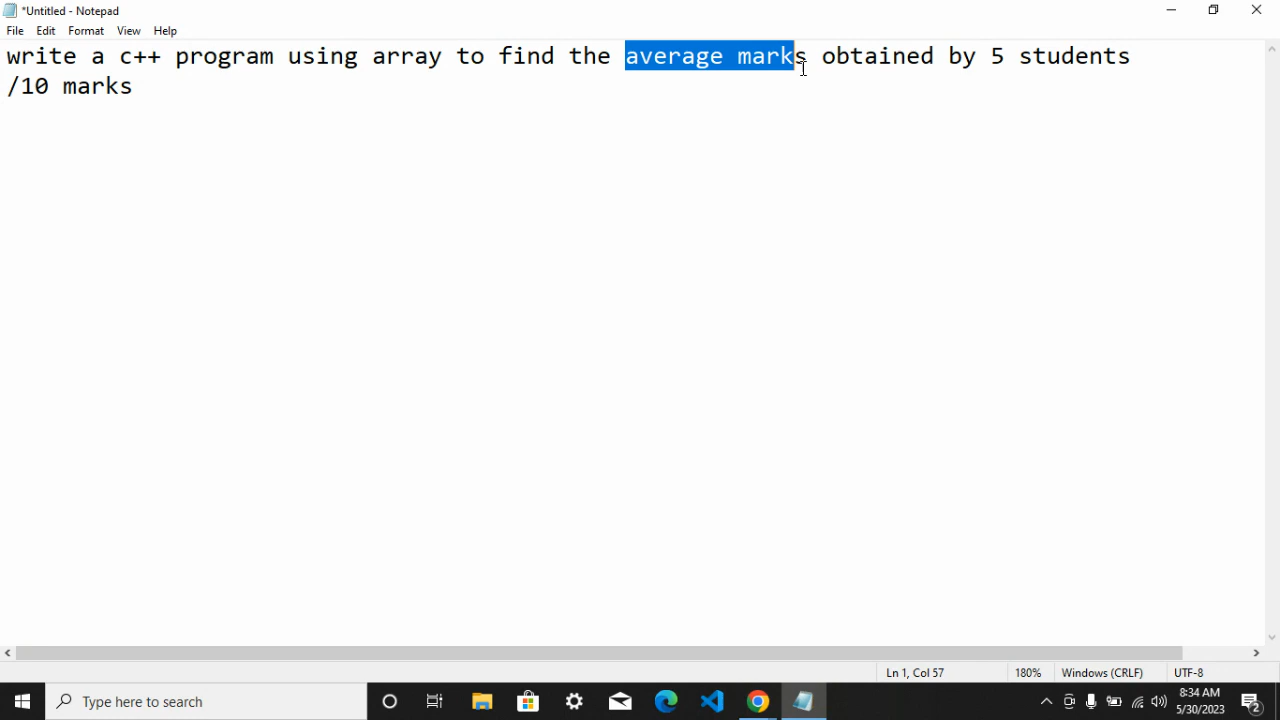 *Untitled - Notepad
File Edit Format View Help
write a c++ program using array to find the average marks obtained by 5 students
/10 marks
Ln 1, Col 57 180% Windows (CRLF) UTF-8
Type here to search
8:34 AM
5/30/2023
2